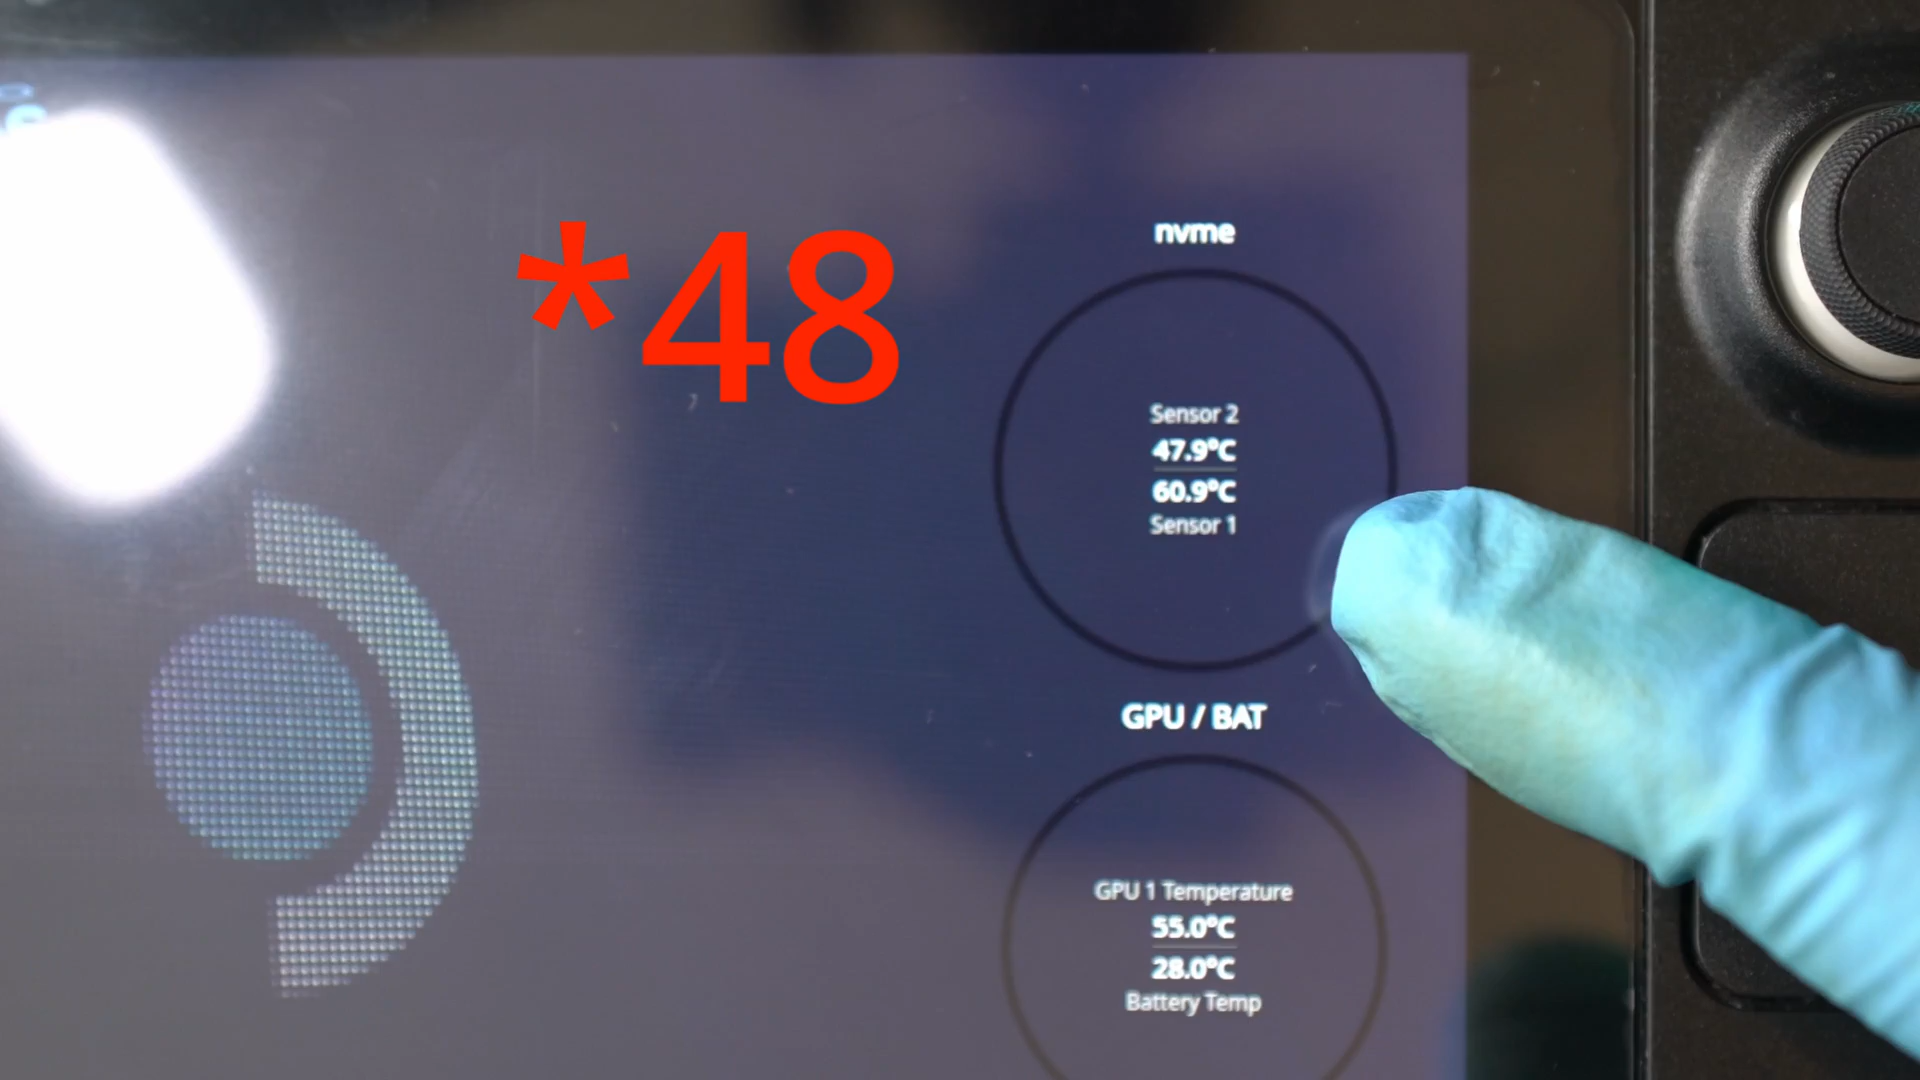 *48
nvme
Sensor 2
47.9°C
60.9°C
Sensor 1
GPU / BAT
GPU 1 Temperature
55.0°C
28.0°C
Battery Temp